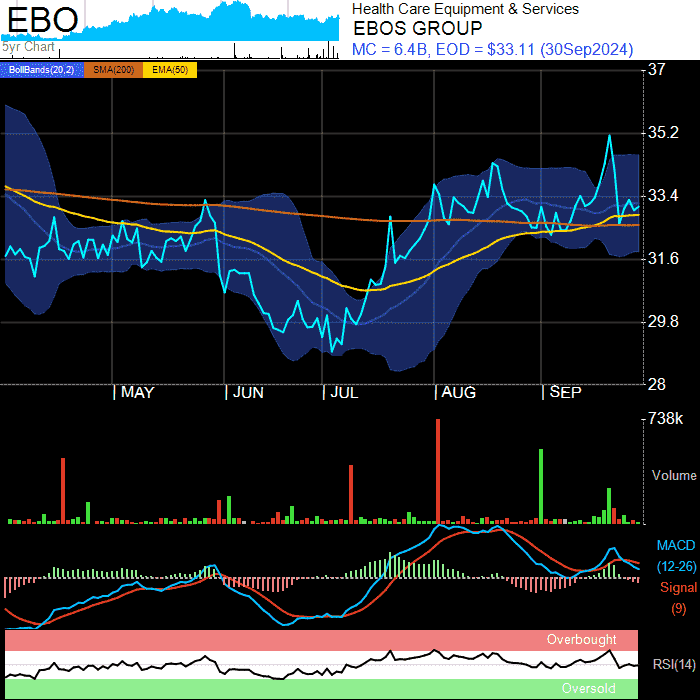 EBO
5yr Chart
Health Care Equipment & Services
EBOS GROUP
MC = 6.4B, EOD = $33.11 (30Sep2024)
BollBands(20,2) SMA(200) EMA(50)
37
35.2
33.4
31.6
29.8
28
MAY JUN JUL AUG SEP
738k
Volume
MACD
(12-26)
Signal
(9)
Overbought
RSI(14)
Oversold